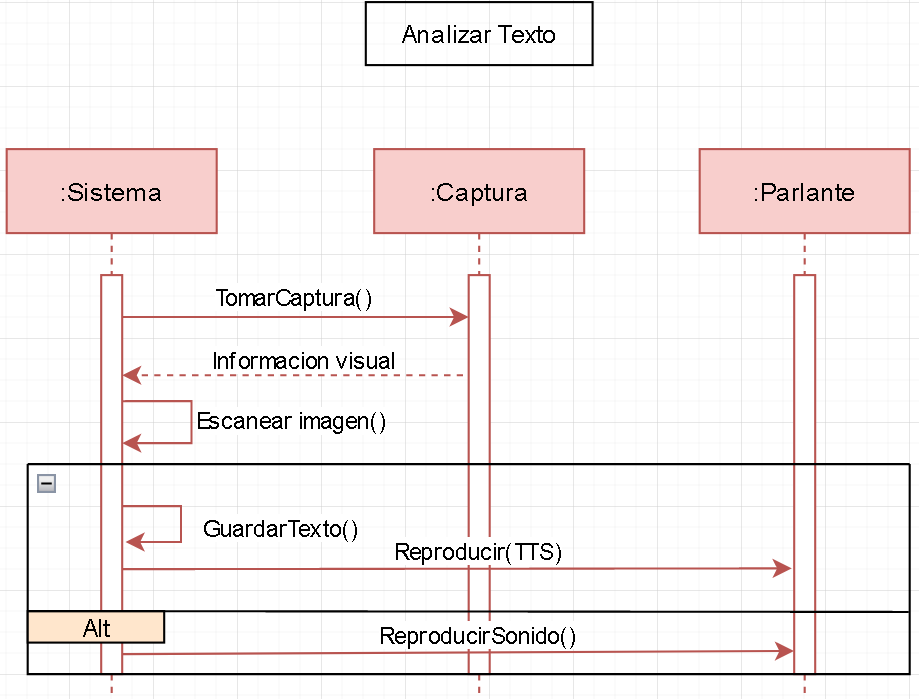 Analizar Texto
:Sistema
:Captura
:Parlante
TomarCaptura()
Informacion visual
Escanear imagen()
GuardarTexto()
Reproducir(TTS)
Alt
ReproducirSonido()